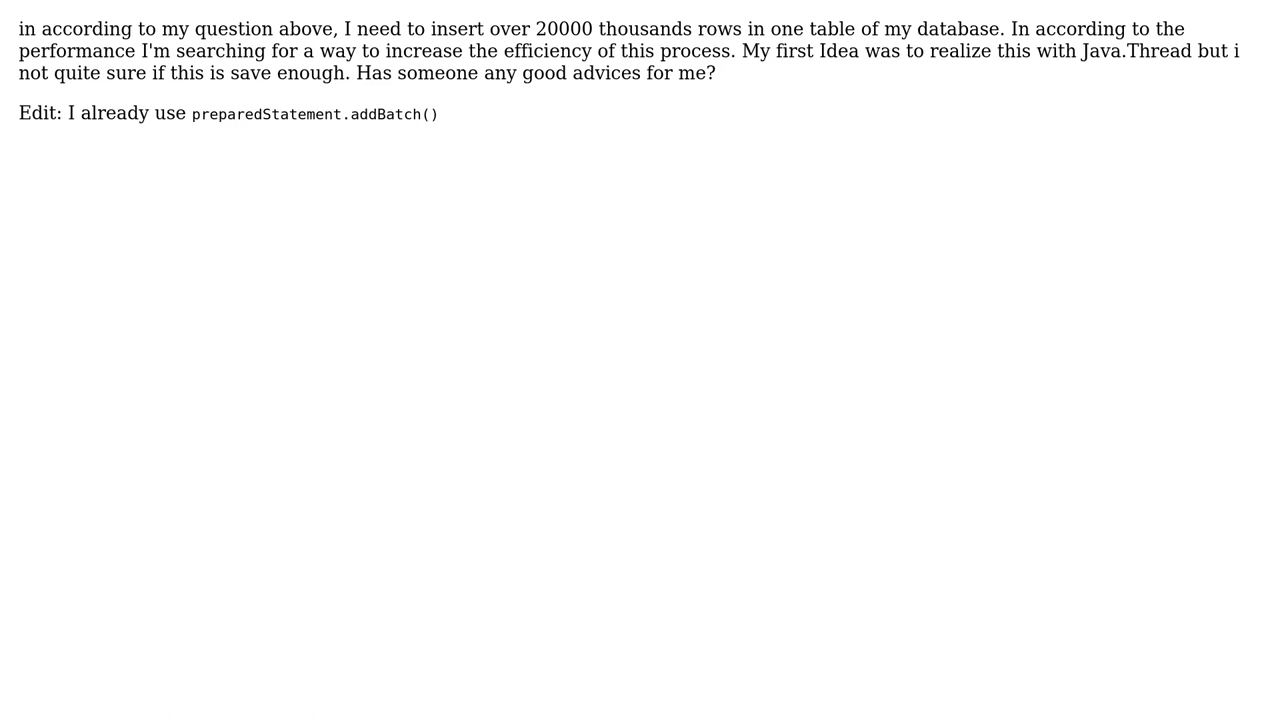 in according to my question above, I need to insert over 20000 thousands rows in one table of my database. In according to the
performance I'm searching for a way to increase the efficiency of this process. My first Idea was to realize this with Java.Thread but i
not quite sure if this is save enough. Has someone any good advices for me?
Edit: I already use preparedStatement.addBatch()